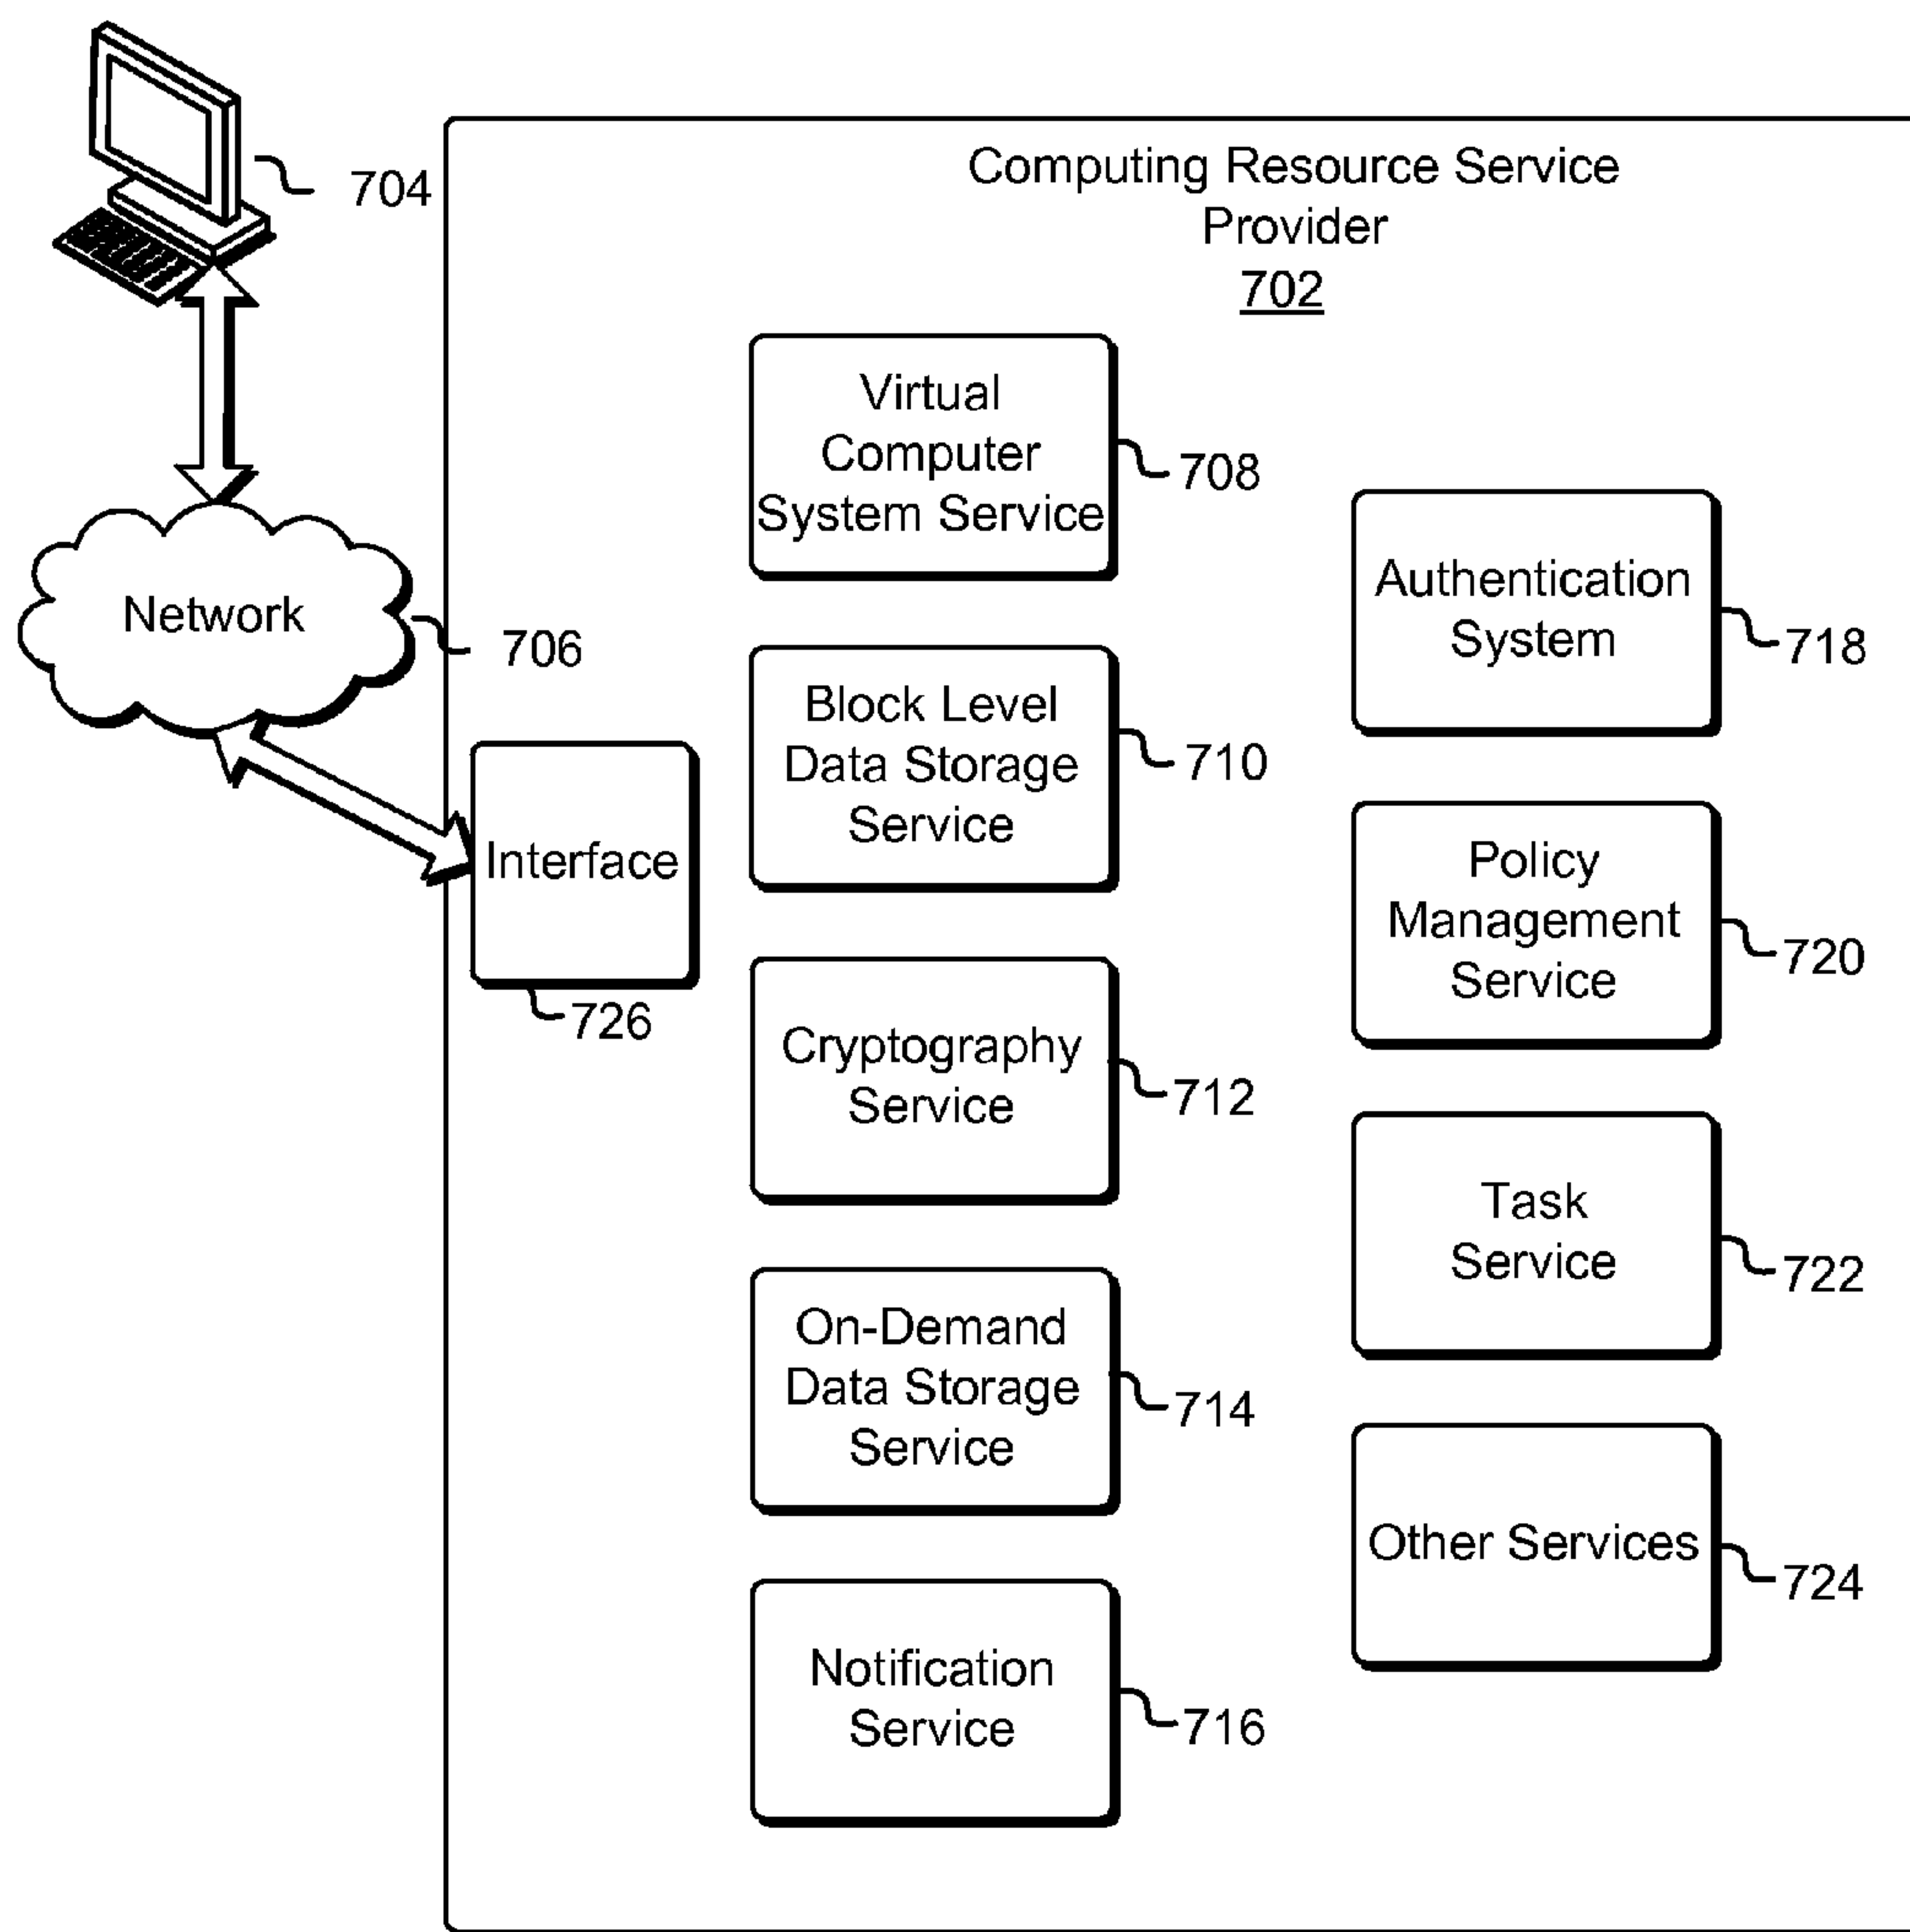 704
Computing Resource Service
Provider
702
Virtual
Computer
System Service
708
Authentication
System
718
Network
706
Block Level
Data Storage
Service
710
Interface
726
Policy
Management
Service
720
Cryptography
Service
712
Task
Service
722
On-Demand
Data Storage
Service
714
Other Services
724
Notification
Service
716